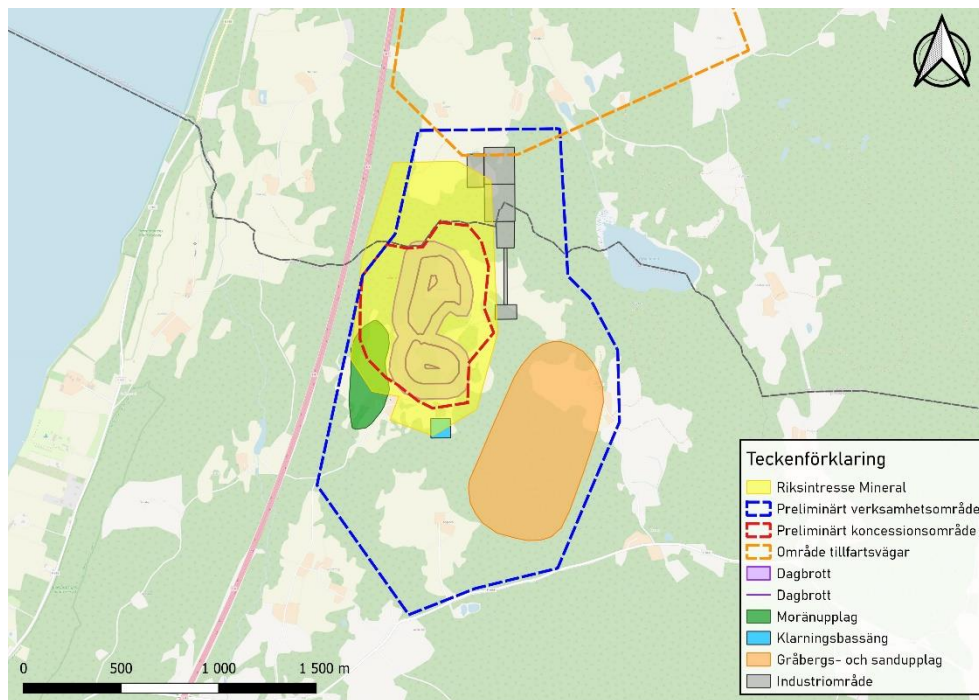 Teckenförklaring
Riksintresse Mineral
Preliminärt verksamhetsområde
Preliminärt koncessionsområde
Område tillfartsvägar
Dagbrott
Dagbrott
Moränupplag
Klarningsbassäng
Gråbergs- och sandupplag
Industriområde
0 500 1 000 1 500 m